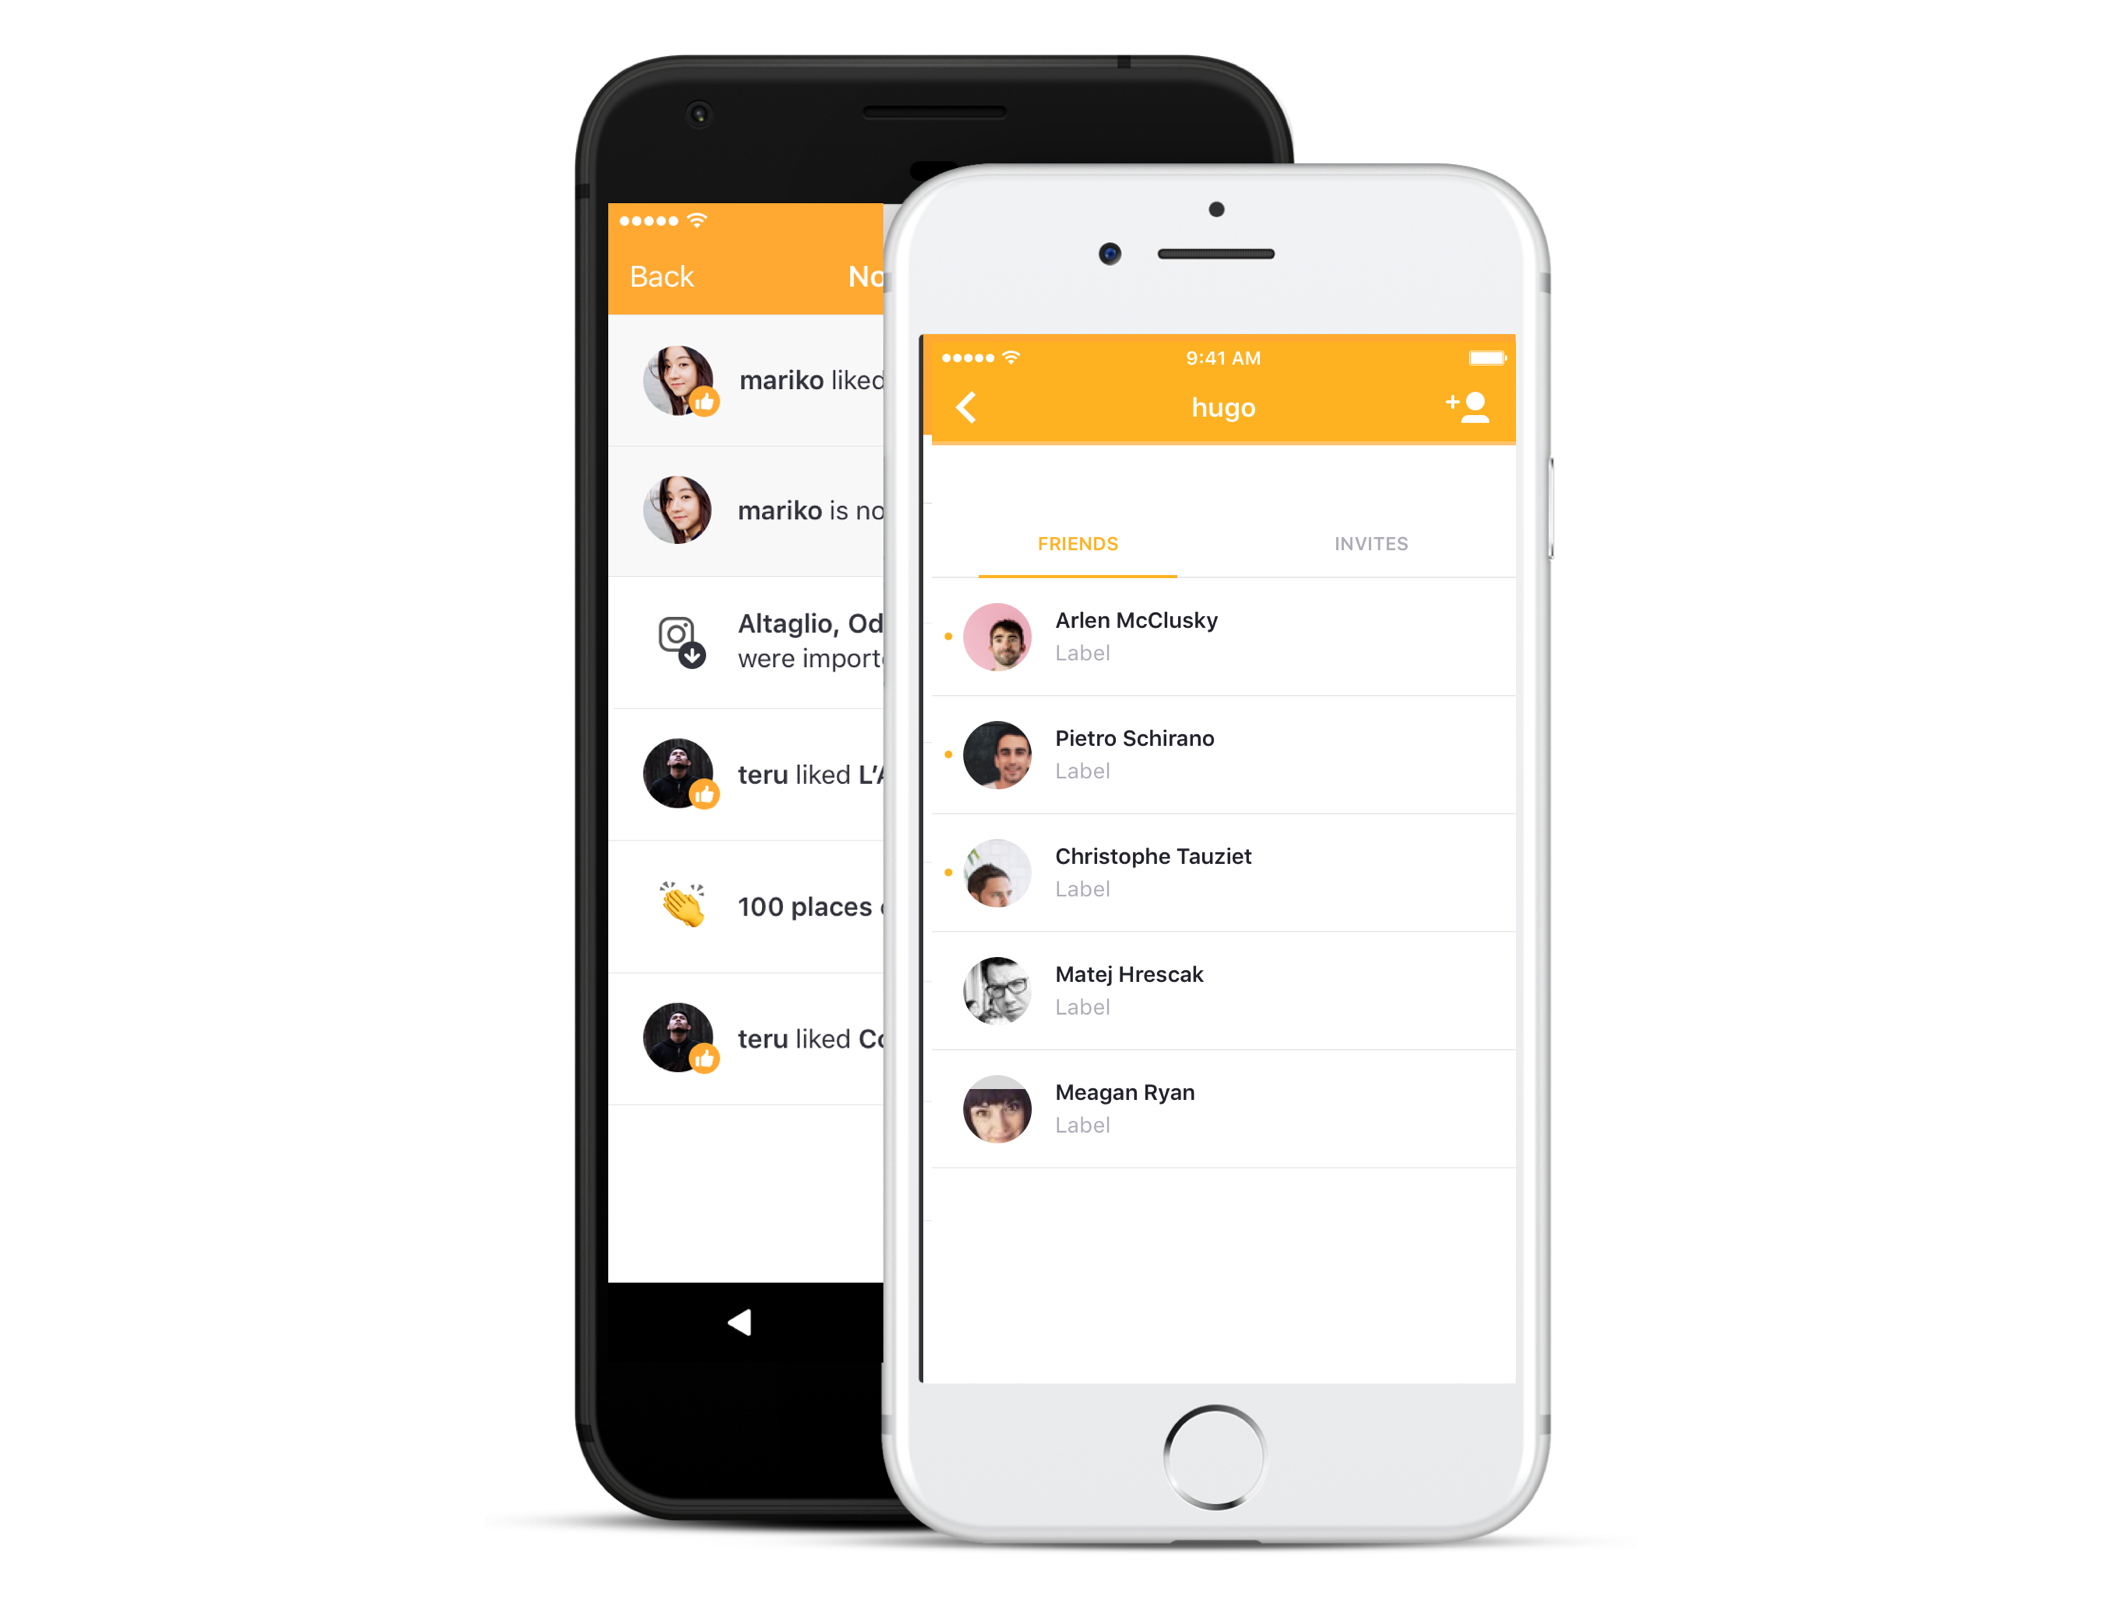 Back
No
mariko liked
mariko is no
Altaglio, Od
were import
teru liked L'A
100 places
teru liked Co
9:41 AM
hugo
FRIENDS
INVITES
Arlen McClusky
Label
Pietro Schirano
Label
Christophe Tauziet
Label
Matej Hrescak
Label
Meagan Ryan
Label